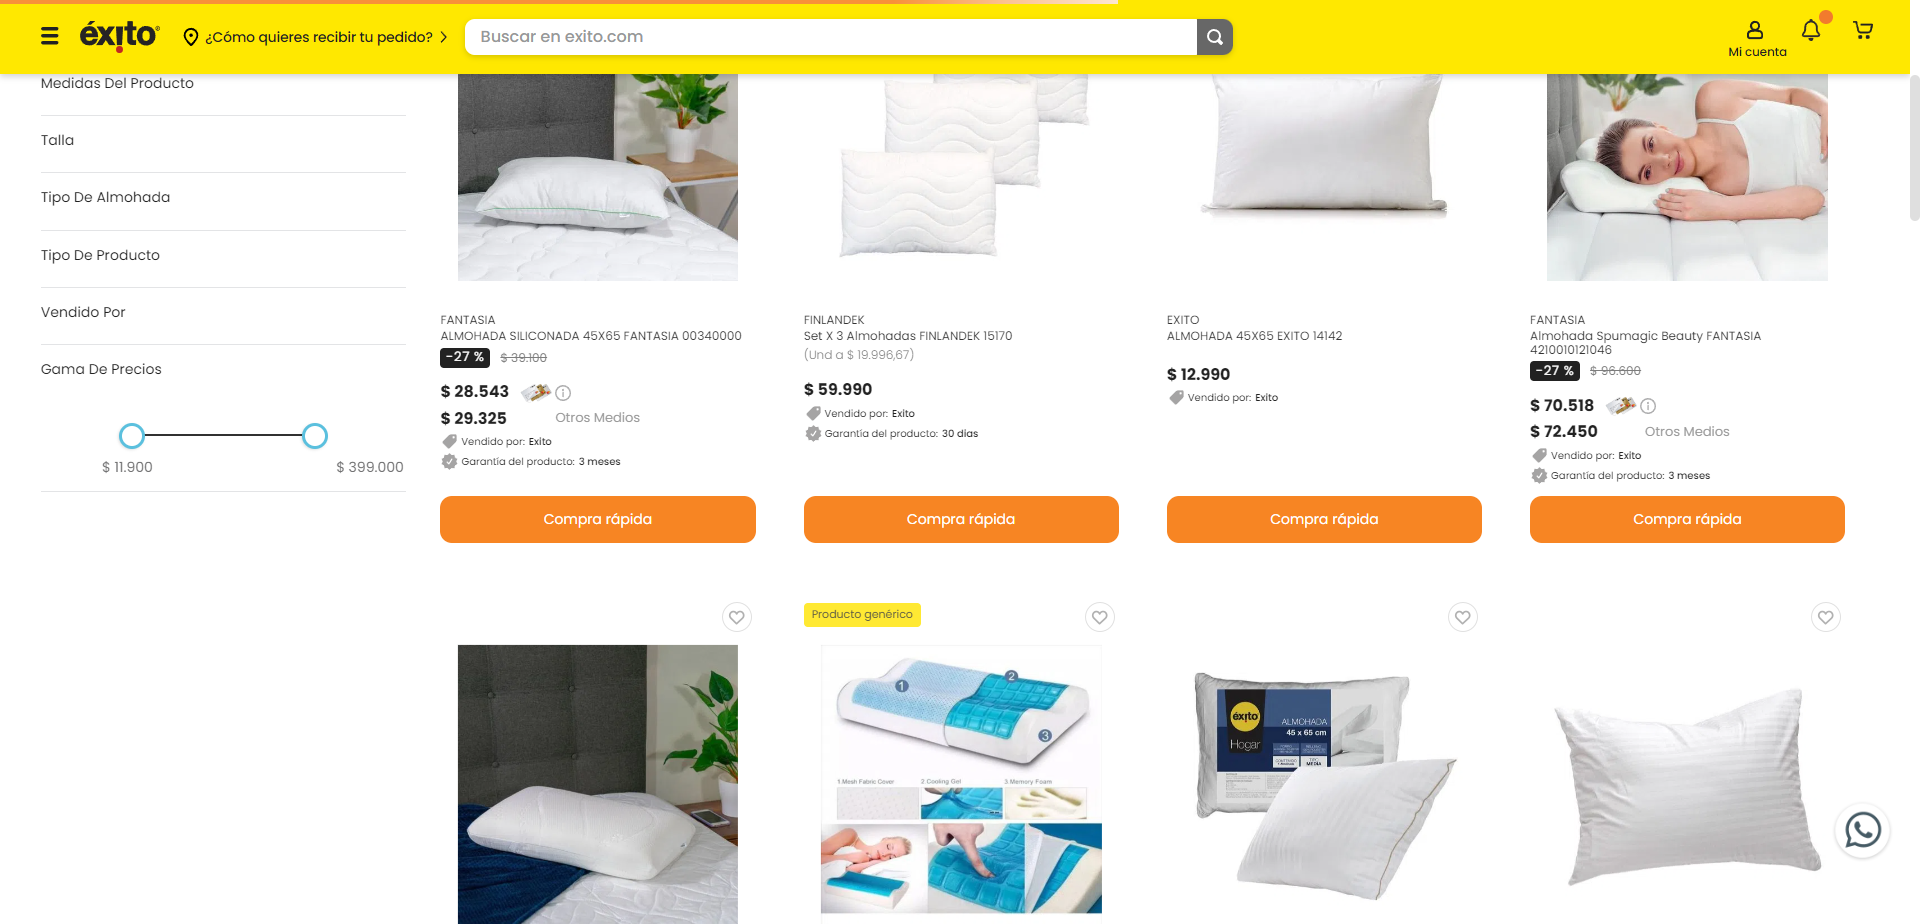 éxito
¿Cómo quieres recibir tu pedido?
Buscar en exito.com
Mi cuenta
Medidas Del Producto
Talla
Tipo De Almohada
Tipo De Producto
Vendido Por
Gama De Precios
$ 11.900
$ 399.000
FANTASIA
ALMOHADA SILICONADA 45X65 FANTASIA 00340000
-27 % $ 39.100
$ 28.543
$ 29.325 Otros Medios
Vendido por: Exito
Garantía del producto: 3 meses
Compra rápida
FINLANDEK
Set X 3 Almohadas FINLANDEK 15170
(Und a $ 19.996,67)
$ 59.990
Vendido por: Exito
Garantía del producto: 30 días
Compra rápida
EXITO
ALMOHADA 45X65 EXITO 14142
$ 12.990
Vendido por: Exito
Compra rápida
FANTASIA
Almohada Spumagic Beauty FANTASIA
4210010121046
-27 % $ 96.600
$ 70.518
$ 72.450 Otros Medios
Vendido por: Exito
Garantía del producto: 3 meses
Compra rápida
Producto genérico
1
2
3
1.Mesh Fabric Cover
2.Cooling Gel
3.Memory Foam
éxito
Hogar
ALMOHADA
45 x 65 cm
MEDIA